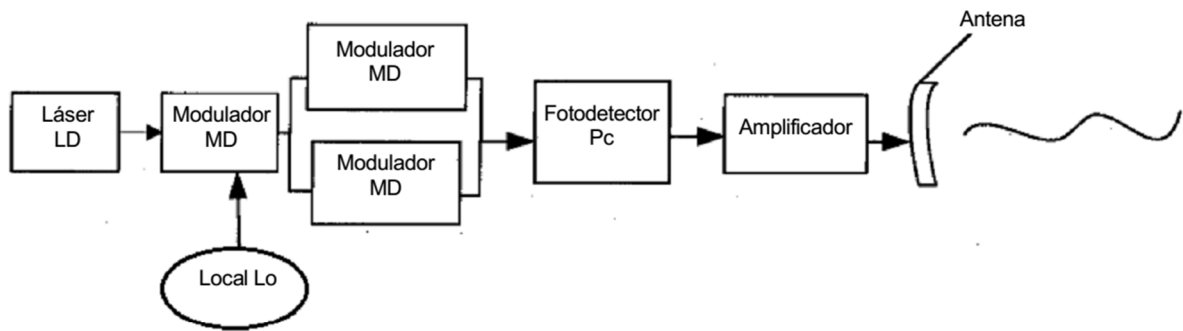 Antena
Modulador
MD
Láser
LD
Modulador
MD
Fotodetector
Pc
Amplificador
Modulador
MD
Local Lo